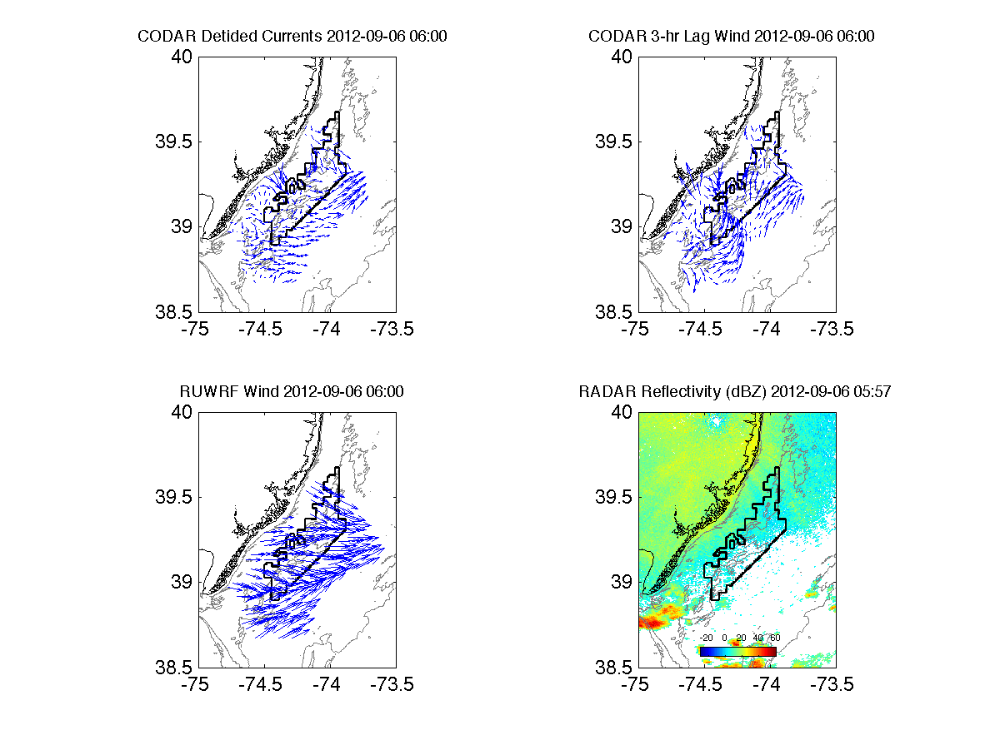 CODAR Detided Currents 2012-09-06 06:00
40
39.5
39
38.5
-75 -74.5 -74 -73.5
CODAR 3-hr Lag Wind 2012-09-06 06:00
40
39.5
39
38.5
-75 -74.5 -74 -73.5
RUWRF Wind 2012-09-06 06:00
40
39.5
39
38.5
-75 -74.5 -74 -73.5
RADAR Reflectivity (dBZ) 2012-09-06 05:57
40
39.5
39
-20 0 20 40 60
38.5
-75 -74.5 -74 -73.5